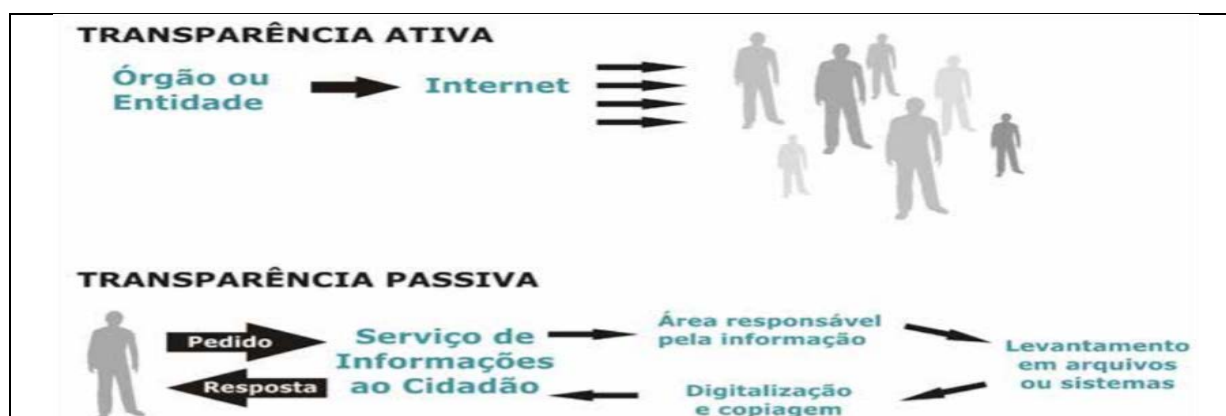 TRANSPARÊNCIA ATIVA
Órgão ou
Entidade
Internet
TRANSPARÊNCIA PASSIVA
Pedido
Resposta
Serviço de
Informações
ao Cidadão
Área responsável
pela informação
Levantamento
em arquivos
ou sistemas
Digitalização
e copiagem